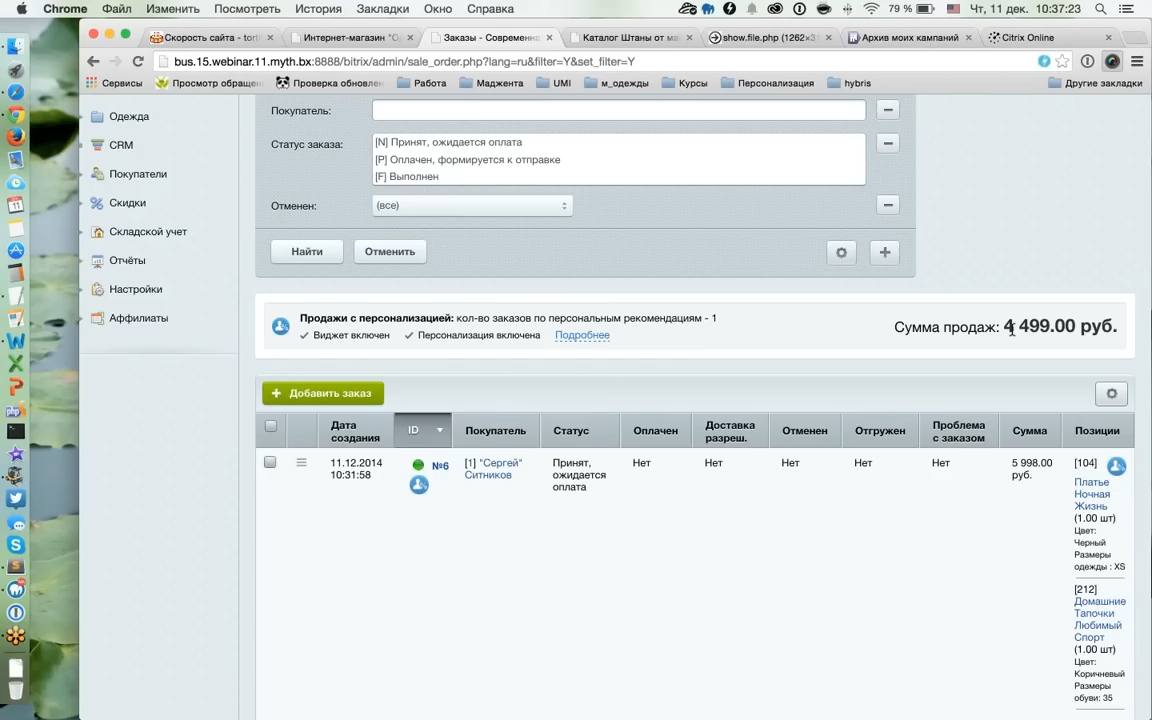 Chrome Файл Изменить Посмотреть История Закладки Окно Справка 79 % Чт, 11 дек. 10:37:23
Скорость сайта - tort Интернет-магазин "О Заказы - Современн Каталог Штаны от ма show.file.php (1262×3 Архив моих кампаний Citrix Online
bus.15.webinar.11.myth.bx:8888/bitrix/admin/sale_order.php?lang=ru&filter=Y&set_filter=Y
Сервисы Просмотр обращен Проверка обновлен Работа Маджента UMI м_одежды Курсы Персонализация hybris Другие закладки
Одежда
CRM
Покупатели
Скидки
Складской учет
Отчёты
Настройки
Аффилиаты
Покупатель:
Статус заказа:
[N] Принят, ожидается оплата
[P] Оплачен, формируется к отправке
[F] Выполнен
Отменен: (все)
Найти Отменить
Продажи с персонализацией: кол-во заказов по персональным рекомендациям - 1
Виджет включен Персонализация включена Подробнее
Сумма продаж: 4 499.00 руб.
Добавить заказ
Дата создания ID Покупатель Статус Оплачен Доставка разреш. Отменен Отгружен Проблема с заказом Сумма Позиции
11.12.2014
10:31:58
№6
[1] "Сергей"
Ситников
Принят,
ожидается
оплата
Нет Нет Нет Нет Нет
5 998.00
руб.
[104]
Платье
Ночная
Жизнь
(1.00 шт)
Цвет:
Черный
Размеры
одежды : XS
[212]
Домашние
Тапочки
Любимый
Спорт
(1.00 шт)
Цвет:
Коричневый
Размеры
обуви: 35